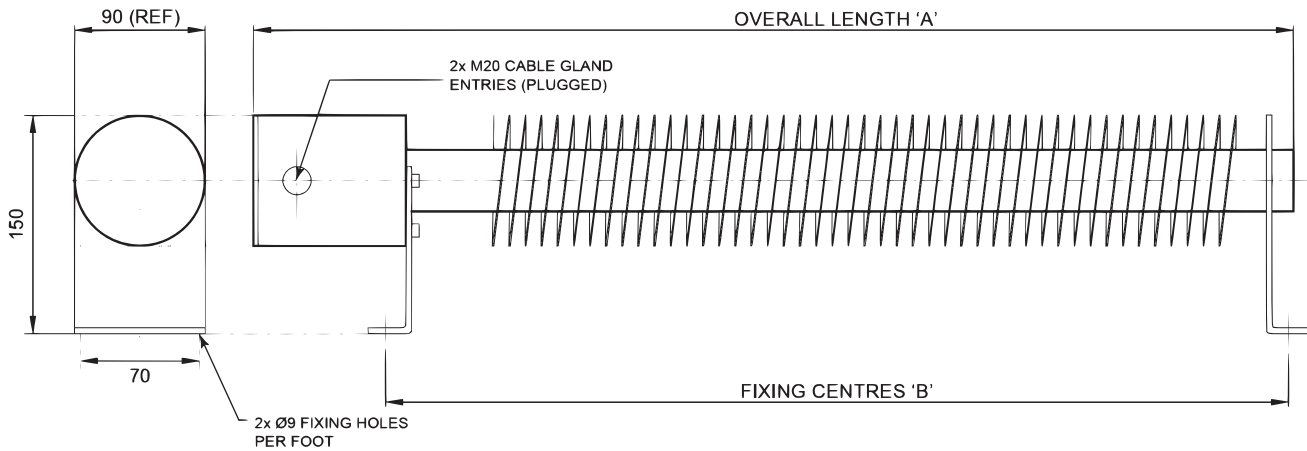 90 (REF)
OVERALL LENGTH ‘A’
2x M20 CABLE GLAND
ENTRIES (PLUGGED)
150
70
FIXING CENTRES ‘B’
2x Ø9 FIXING HOLES
PER FOOT